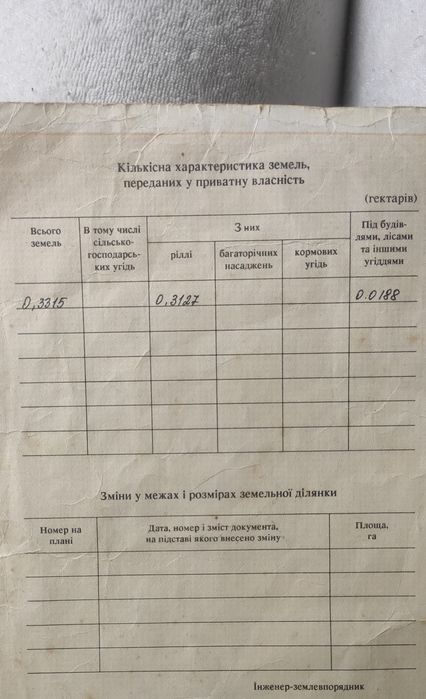 Кількісна характеристика земель,
переданих у приватну власність
(гектарів)
Всього
земель
В тому числі
сільсько-
господарсь-
ких угідь
З них
ріллі
багаторічних
насаджень
кормових
угідь
Під будів-
лями, лісами
та іншими
угіддями
0,3315 0,3127 0.0188
Зміни у межах і розмірах земельної ділянки
Номер на
плані
Дата, номер і зміст документа,
на підставі якого внесено зміну
Площа,
га
Інженер-землевпорядник